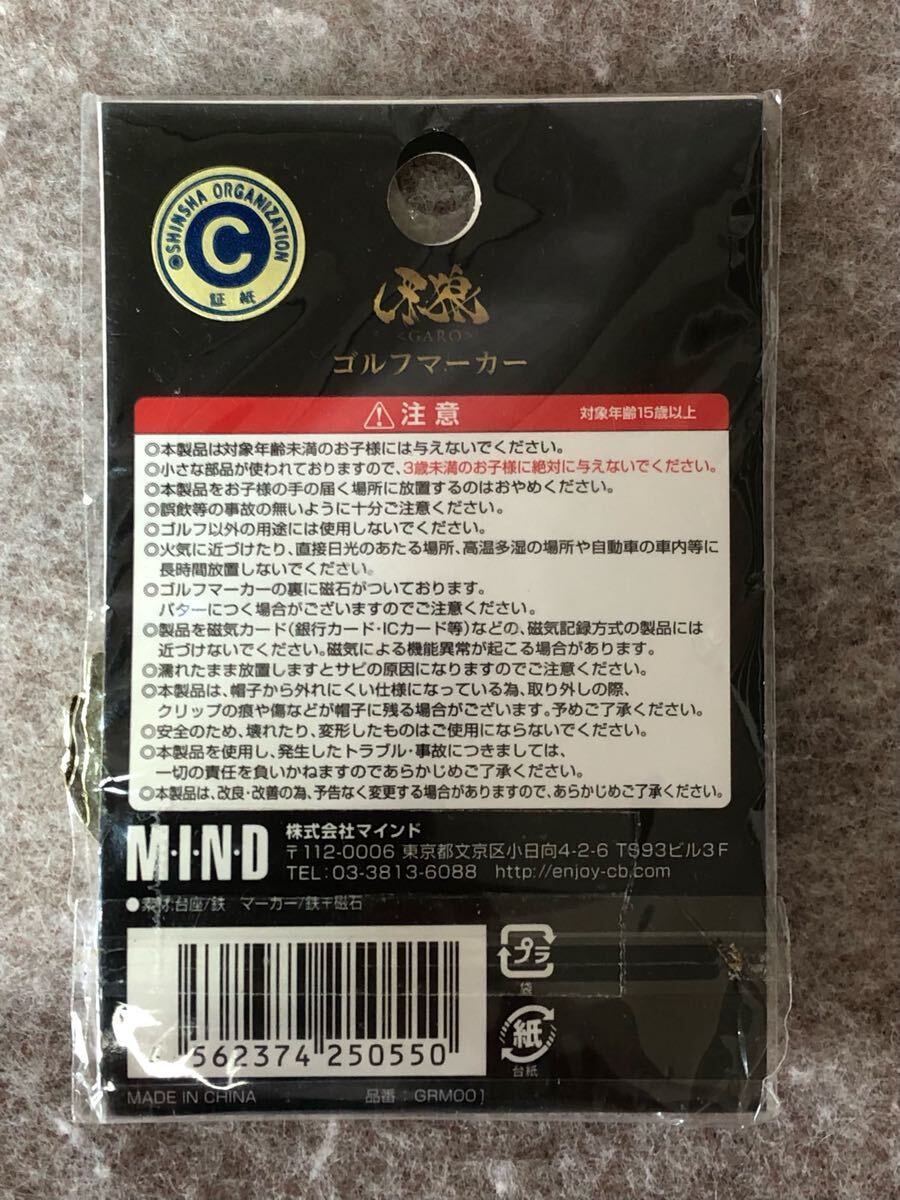 SHINSHA ORGANIZATION
C
証紙
牙狼
<GARO>
ゴルフマーカー
注意 対象年齢15歳以上
◎本製品は対象年齢未満のお子様には与えないでください。
◎小さな部品が使われておりますので、3歳未満のお子様に絶対に与えないでください。
◎本製品をお子様の手の届く場所に放置するのはおやめください。
◎誤飲等の事故の無いように十分ご注意ください。
◎ゴルフ以外の用途には使用しないでください。
◎火気に近づけたり、直接日光のあたる場所、高温多湿の場所や自動車の車内等に
長時間放置しないでください。
◎ゴルフマーカーの裏に磁石がついております。
パターにつく場合がございますのでご注意ください。
◎製品を磁気カード(銀行カード・ICカード等)などの、磁気記録方式の製品には
近づけないでください。磁気による機能異常が起こる場合があります。
◎濡れたまま放置しますとサビの原因になりますのでご注意ください。
◎本製品は、帽子から外れにくい仕様になっている為、取り外しの際、
クリップの痕や傷などが帽子に残る場合がございます。予めご了承ください。
◎安全のため、壊れたり、変形したものはご使用にならないでください。
◎本製品を使用し、発生したトラブル・事故につきましては、
一切の責任を負いかねますのであらかじめご了承ください。
◎本製品は、改良・改善の為、予告なく変更する場合がありますので、あらかじめご了承ください。
M・I・N・D 株式会社マインド
〒112-0006 東京都文京区小日向4-2-6 TS93ビル3F
TEL:03-3813-6088 http://enjoy-cb.com
●素材:台座/鉄 マーカー/鉄+磁石
プラ
袋
紙
台紙
4 562374 250550
MADE IN CHINA 品番:GRM001